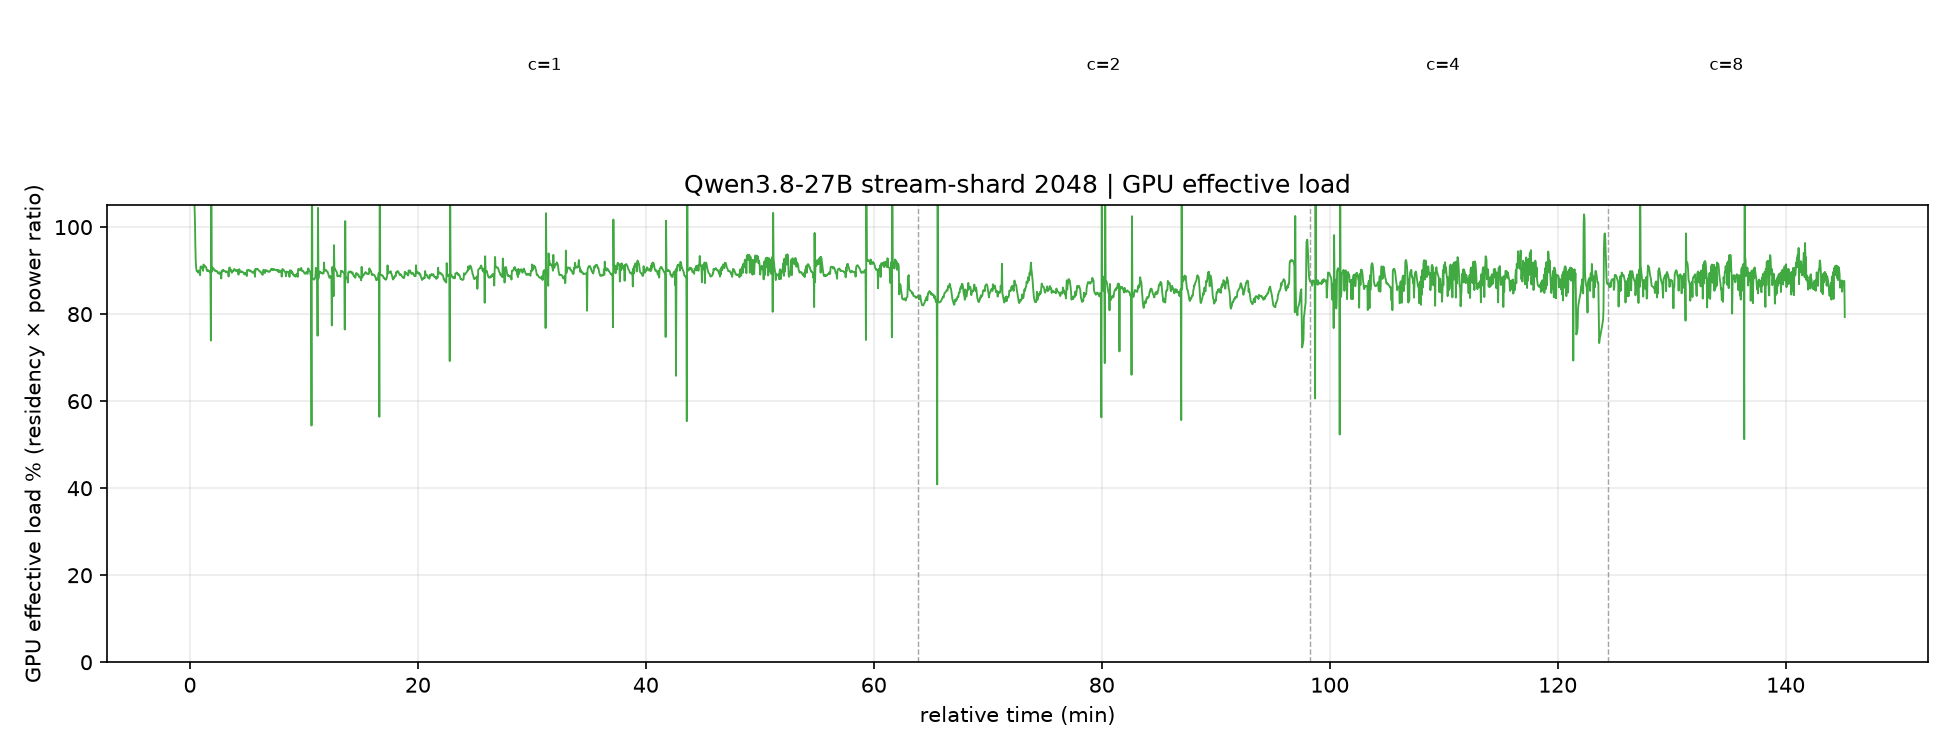 c=1
c=2
c=4
c=8
Qwen3.8-27B stream-shard 2048 | GPU effective load
GPU effective load % (residency × power ratio)
100
80
60
40
20
0
0
20
40
60
80
100
120
140
relative time (min)